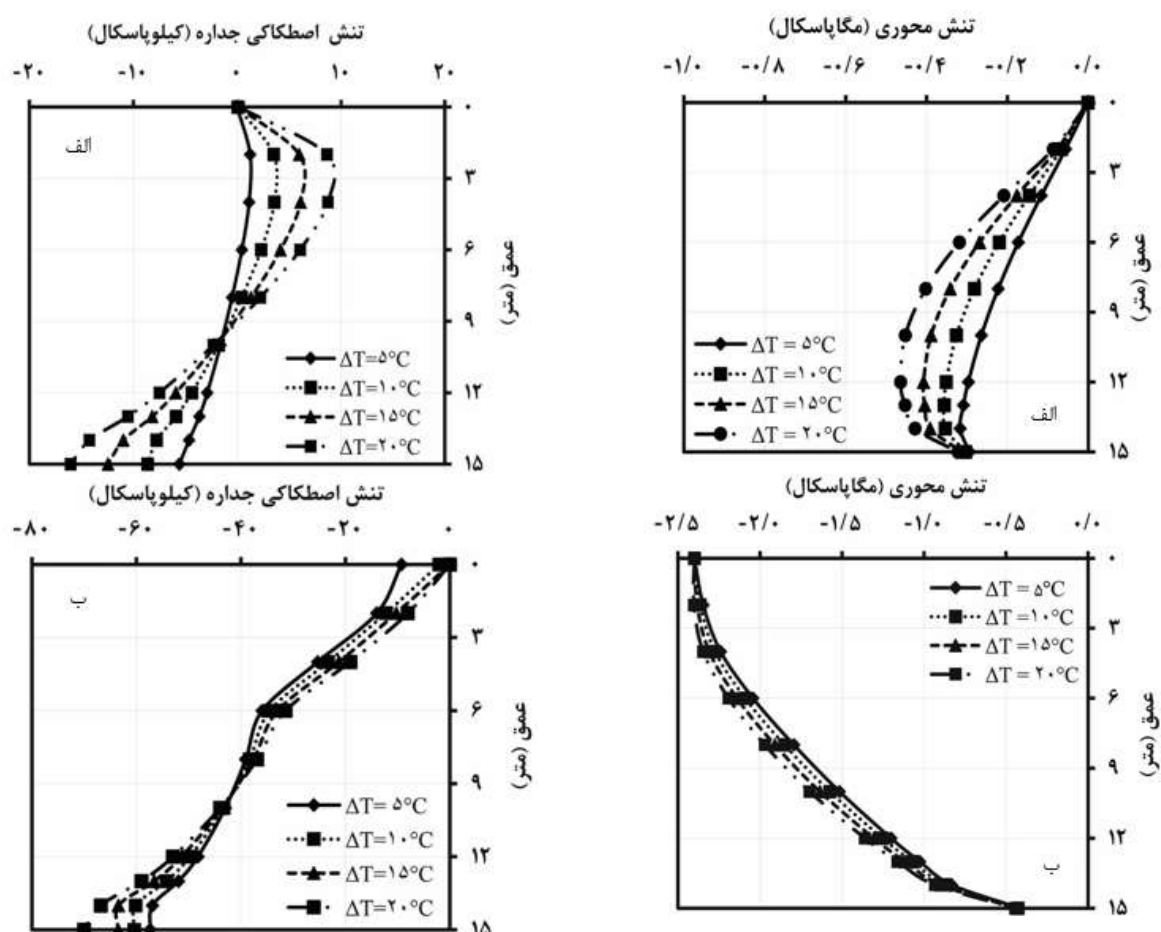 تنش اصطکاکی جداره (کیلوپاسکال)
-۲۰ -۱۰ ۰ ۱۰ ۲۰
الف
۰
۳
۶
۹
۱۲
۱۵
عمق (متر)
ΔT=۵°C
ΔT=۱۰°C
ΔT=۱۵°C
ΔT=۲۰°C
تنش محوری (مگاپاسکال)
-۱/۰ -۰/۸ -۰/۶ -۰/۴ -۰/۲ ۰/۰
۰
۳
۶
۹
۱۲
۱۵
عمق (متر)
ΔT = ۵°C
ΔT =۱۰°C
ΔT =۱۵°C
ΔT = ۲۰°C
الف
تنش اصطکاکی جداره (کیلوپاسکال)
-۸۰ -۶۰ -۴۰ -۲۰ ۰
ب
۰
۳
۶
۹
۱۲
۱۵
عمق (متر)
ΔT= ۵°C
ΔT=۱۰°C
ΔT=۱۵°C
ΔT=۲۰°C
تنش محوری (مگاپاسکال)
-۲/۵ -۲/۰ -۱/۵ -۱/۰ -۰/۵ ۰/۰
ΔT = ۵°C
ΔT =۱۰°C
ΔT =۱۵°C
ΔT = ۲۰°C
۰
۳
۶
۹
۱۲
۱۵
عمق (متر)
ب